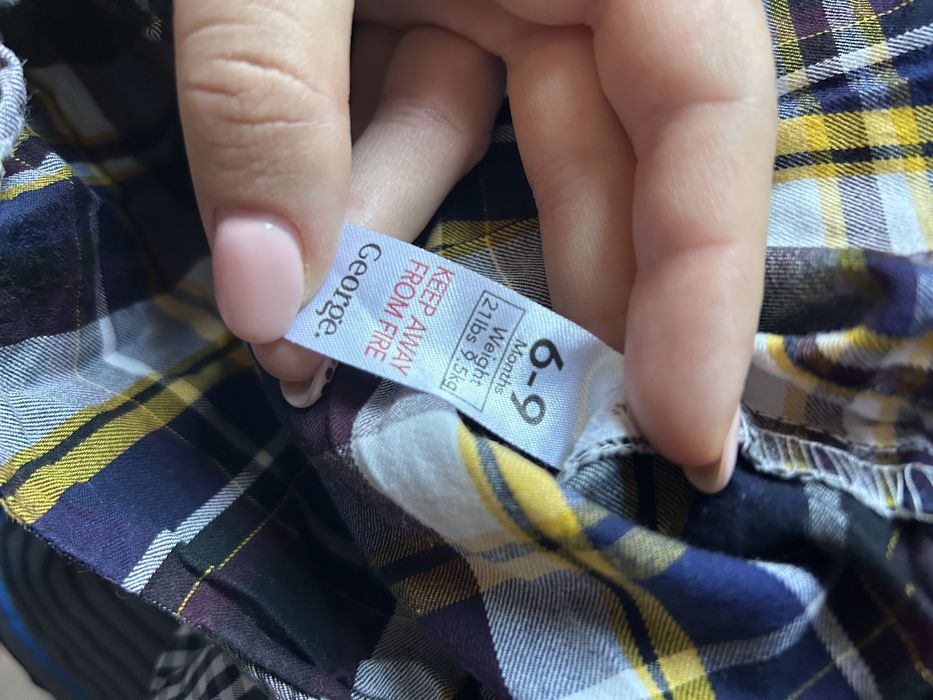 6-9
Months
Weight
21lbs 9.5kg
KEEP AWAY
FROM FIRE
George.